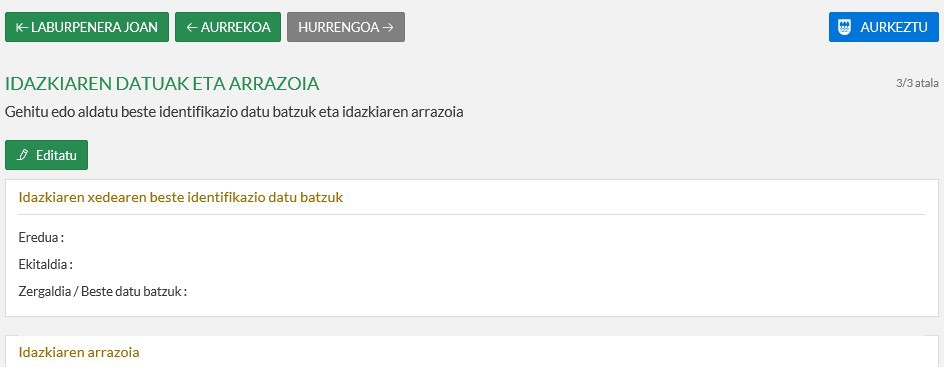 LABURPENERA JOAN AURREKOA HURRENGOA AURKEZTU
IDAZKIAREN DATUAK ETA ARRAZOIA 3/3 atala
Gehitu edo aldatu beste identifikazio datu batzuk eta idazkiaren arrazoia
Editatu
Idazkiaren xedearen beste identifikazio datu batzuk
Eredua :
Ekitaldia :
Zergaldia / Beste datu batzuk :
Idazkiaren arrazoia